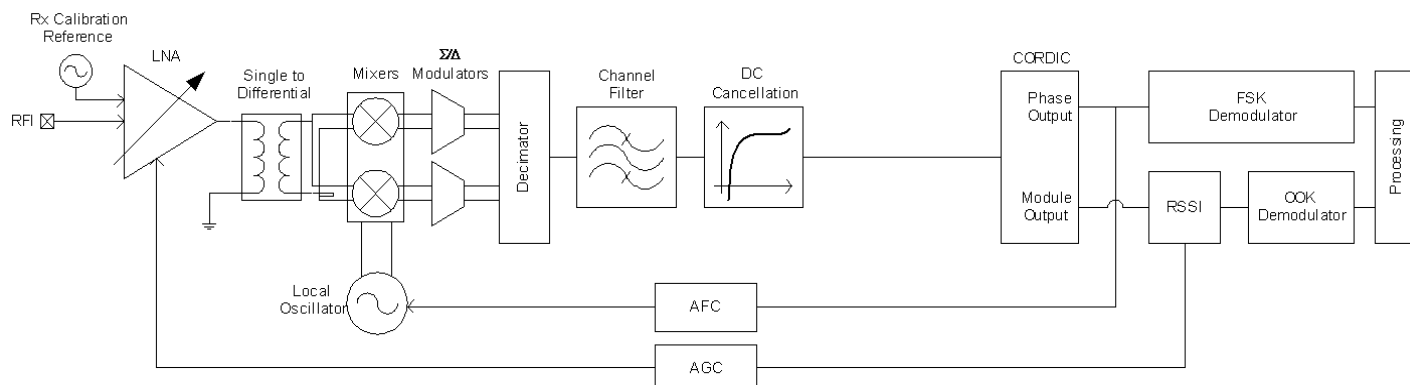 Rx Calibration
Reference
LNA
RFI
Single to
Differential
Mixers
Σ/Δ
Modulators
Decimator
Channel
Filter
DC
Cancellation
CORDIC
Phase
Output
Module
Output
FSK
Demodulator
RSSI
OOK
Demodulator
Processing
Local
Oscillator
AFC
AGC